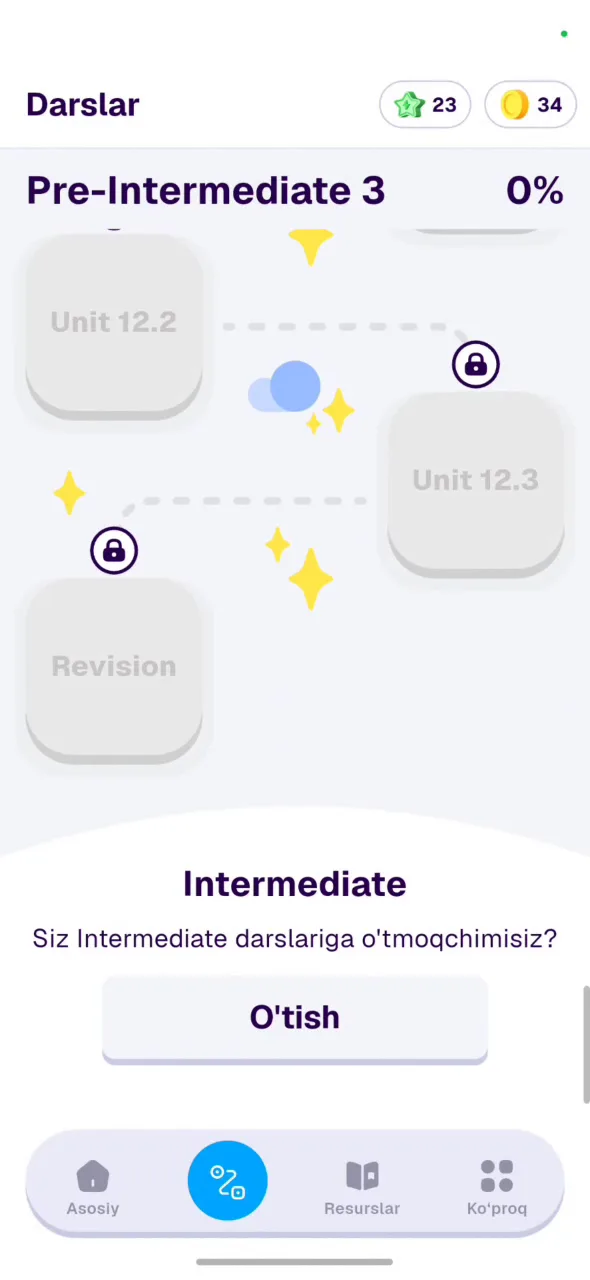 Darslar
23
34
Pre-Intermediate 3
0%
Unit 12.2
Unit 12.3
Revision
Intermediate
Siz Intermediate darslariga o'tmoqchimisiz?
O'tish
Asosiy
Resurslar
Ko‘proq